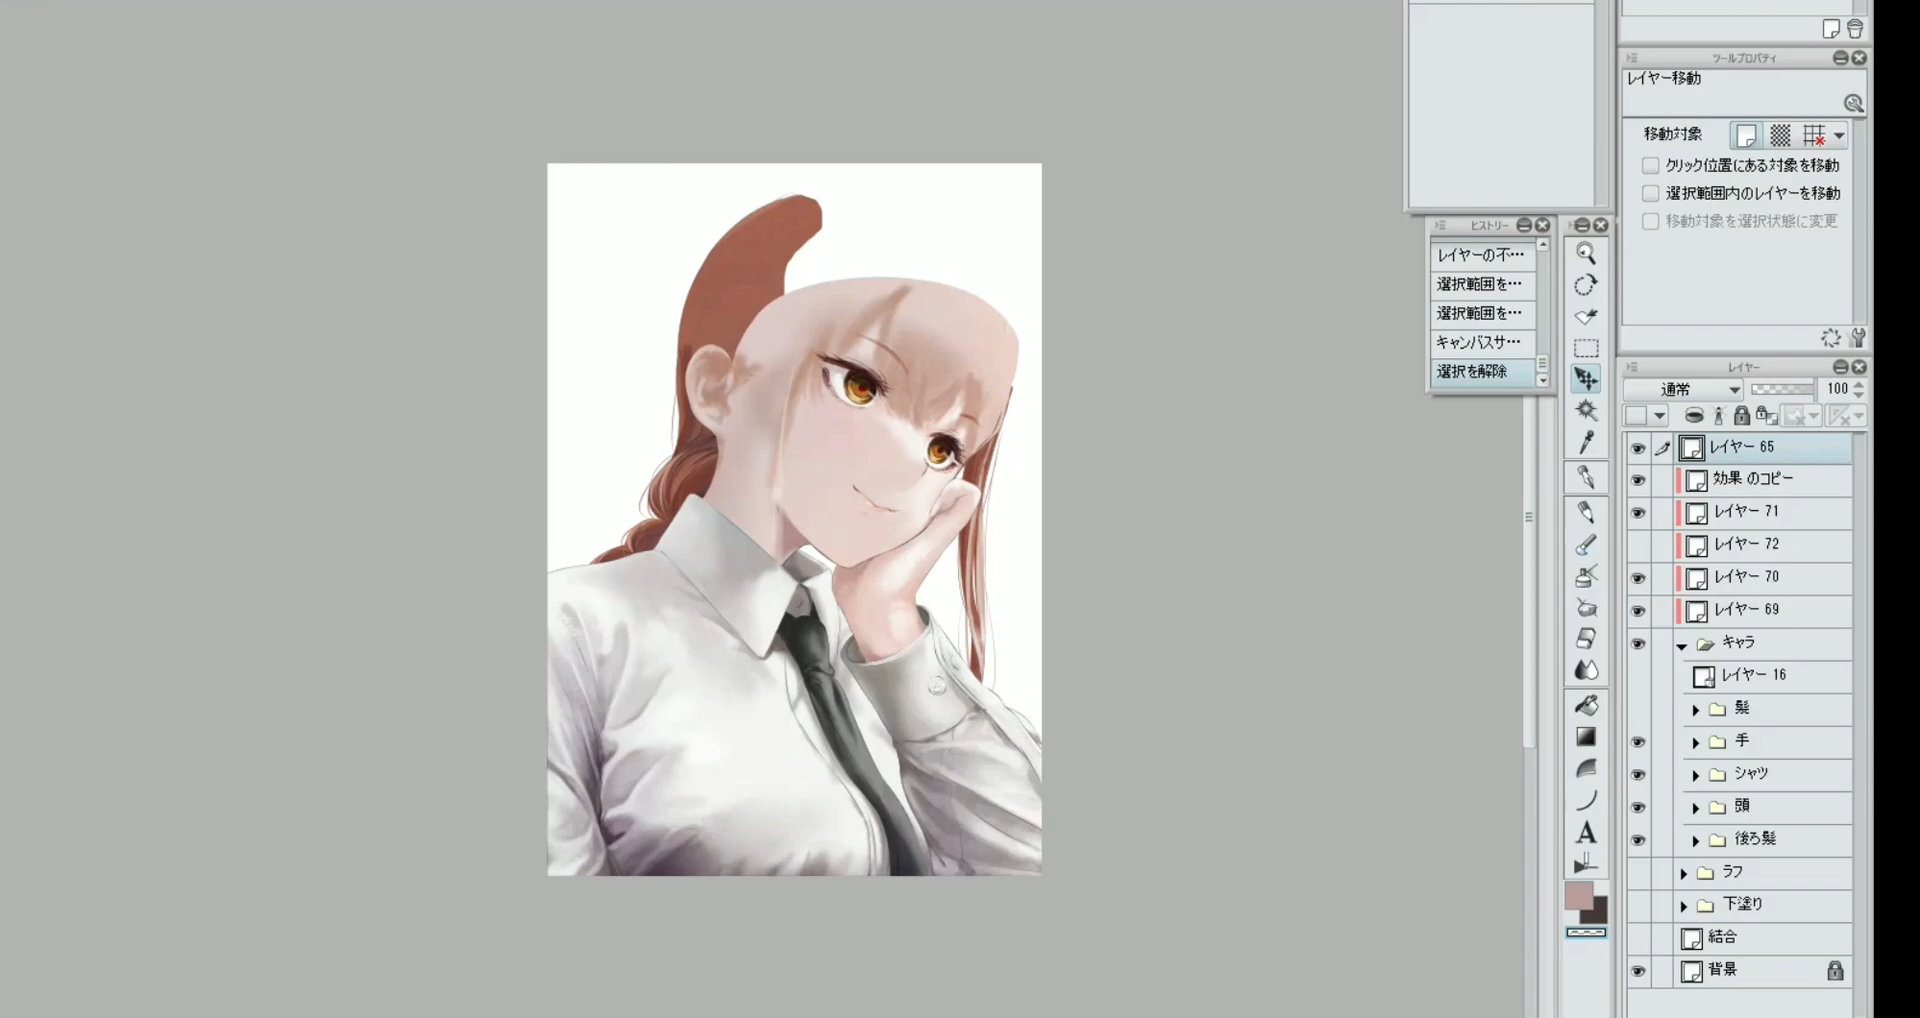 ツールプロパティ
レイヤー移動
移動対象
クリック位置にある対象を移動
選択範囲内のレイヤーを移動
移動対象を選択状態に変更
ヒストリー
レイヤーの不…
選択範囲を…
選択範囲を…
キャンバスサ…
選択を解除
レイヤー
通常 100
レイヤー 65
効果 のコピー
レイヤー 71
レイヤー 72
レイヤー 70
レイヤー 69
キャラ
レイヤー 16
髪
手
シャツ
頭
後ろ髪
ラフ
下塗り
結合
背景
A